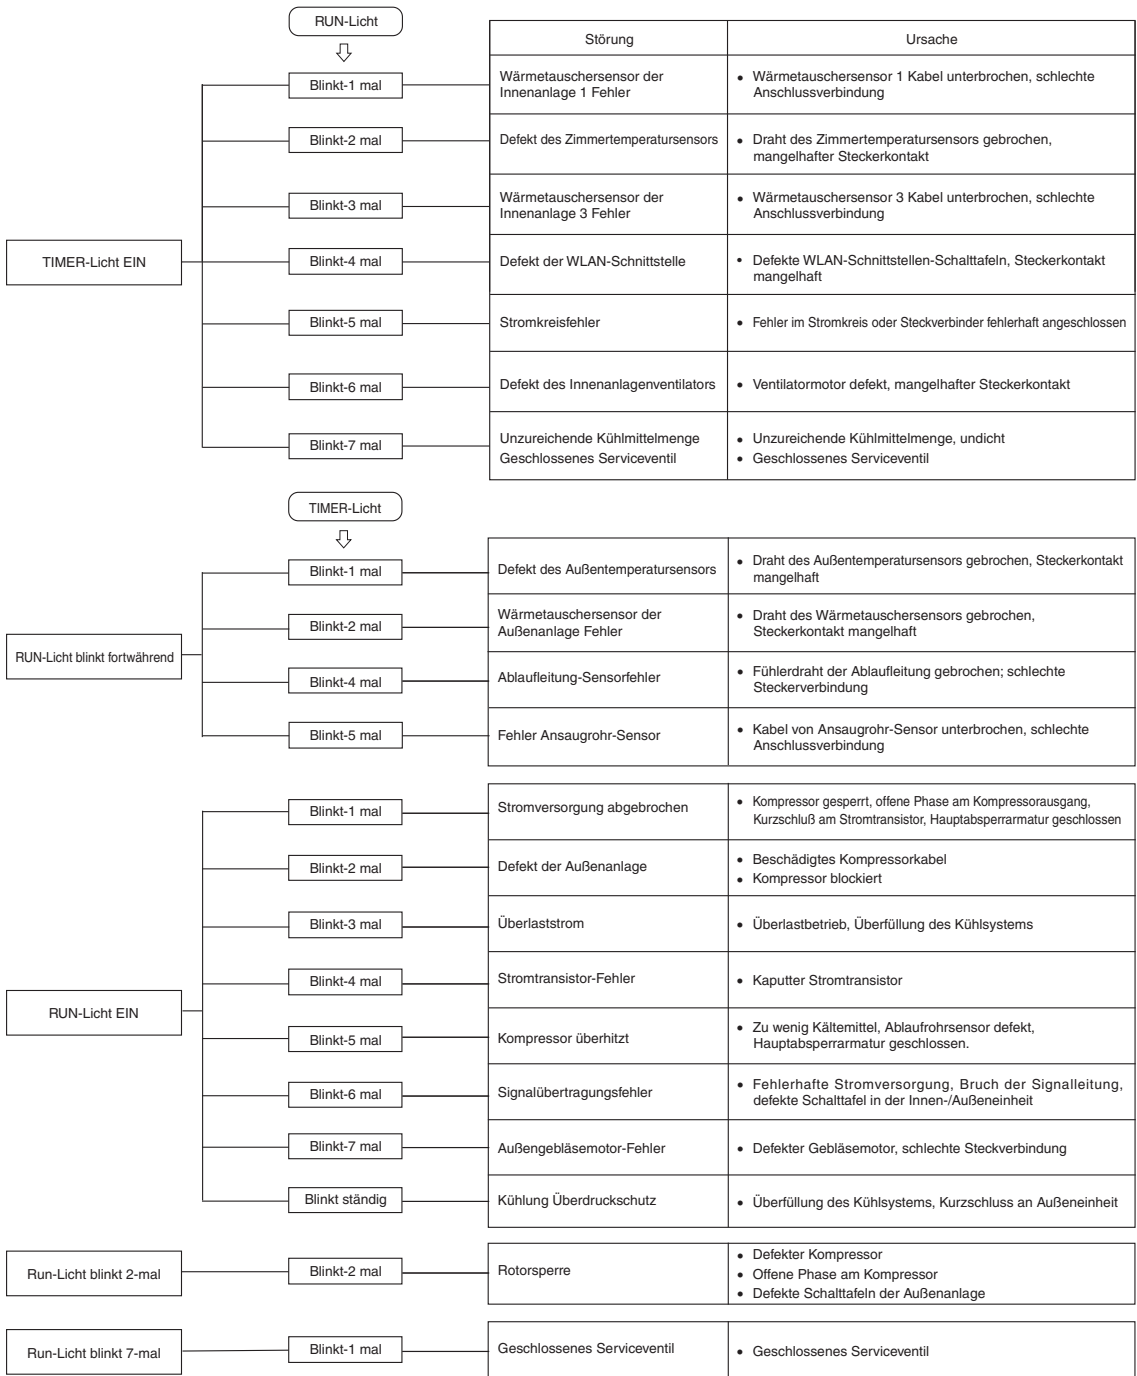 RUN-Licht
Störung
Ursache
TIMER-Licht EIN
Blinkt-1 mal
Wärmetauschersensor der
Innenanlage 1 Fehler
• Wärmetauschersensor 1 Kabel unterbrochen, schlechte
Anschlussverbindung
Blinkt-2 mal
Defekt des Zimmertemperatursensors
• Draht des Zimmertemperatursensors gebrochen,
mangelhafter Steckerkontakt
Blinkt-3 mal
Wärmetauschersensor der
Innenanlage 3 Fehler
• Wärmetauschersensor 3 Kabel unterbrochen, schlechte
Anschlussverbindung
Blinkt-4 mal
Defekt der WLAN-Schnittstelle
• Defekte WLAN-Schnittstellen-Schalttafeln, Steckerkontakt
mangelhaft
Blinkt-5 mal
Stromkreisfehler
• Fehler im Stromkreis oder Steckverbinder fehlerhaft angeschlossen
Blinkt-6 mal
Defekt des Innenanlagenventilators
• Ventilatormotor defekt, mangelhafter Steckerkontakt
Blinkt-7 mal
Unzureichende Kühlmittelmenge
Geschlossenes Serviceventil
• Unzureichende Kühlmittelmenge, undicht
• Geschlossenes Serviceventil
TIMER-Licht
RUN-Licht blinkt fortwährend
Blinkt-1 mal
Defekt des Außentemperatursensors
• Draht des Außentemperatursensors gebrochen, Steckerkontakt
mangelhaft
Blinkt-2 mal
Wärmetauschersensor der
Außenanlage Fehler
• Draht des Wärmetauschersensors gebrochen,
Steckerkontakt mangelhaft
Blinkt-4 mal
Ablaufleitung-Sensorfehler
• Fühlerdraht der Ablaufleitung gebrochen; schlechte
Steckerverbindung
Blinkt-5 mal
Fehler Ansaugrohr-Sensor
• Kabel von Ansaugrohr-Sensor unterbrochen, schlechte
Anschlussverbindung
RUN-Licht EIN
Blinkt-1 mal
Stromversorgung abgebrochen
• Kompressor gesperrt, offene Phase am Kompressorausgang,
Kurzschluß am Stromtransistor, Hauptabsperrarmatur geschlossen
Blinkt-2 mal
Defekt der Außenanlage
• Beschädigtes Kompressorkabel
• Kompressor blockiert
Blinkt-3 mal
Überlaststrom
• Überlastbetrieb, Überfüllung des Kühlsystems
Blinkt-4 mal
Stromtransistor-Fehler
• Kaputter Stromtransistor
Blinkt-5 mal
Kompressor überhitzt
• Zu wenig Kältemittel, Ablaufrohrsensor defekt,
Hauptabsperrarmatur geschlossen.
Blinkt-6 mal
Signalübertragungsfehler
• Fehlerhafte Stromversorgung, Bruch der Signalleitung,
defekte Schalttafel in der Innen-/Außeneinheit
Blinkt-7 mal
Außengebläsemotor-Fehler
• Defekter Gebläsemotor, schlechte Steckverbindung
Blinkt ständig
Kühlung Überdruckschutz
• Überfüllung des Kühlsystems, Kurzschluss an Außeneinheit
Run-Licht blinkt 2-mal
Blinkt-2 mal
Rotorsperre
• Defekter Kompressor
• Offene Phase am Kompressor
• Defekte Schalttafeln der Außenanlage
Run-Licht blinkt 7-mal
Blinkt-1 mal
Geschlossenes Serviceventil
• Geschlossenes Serviceventil